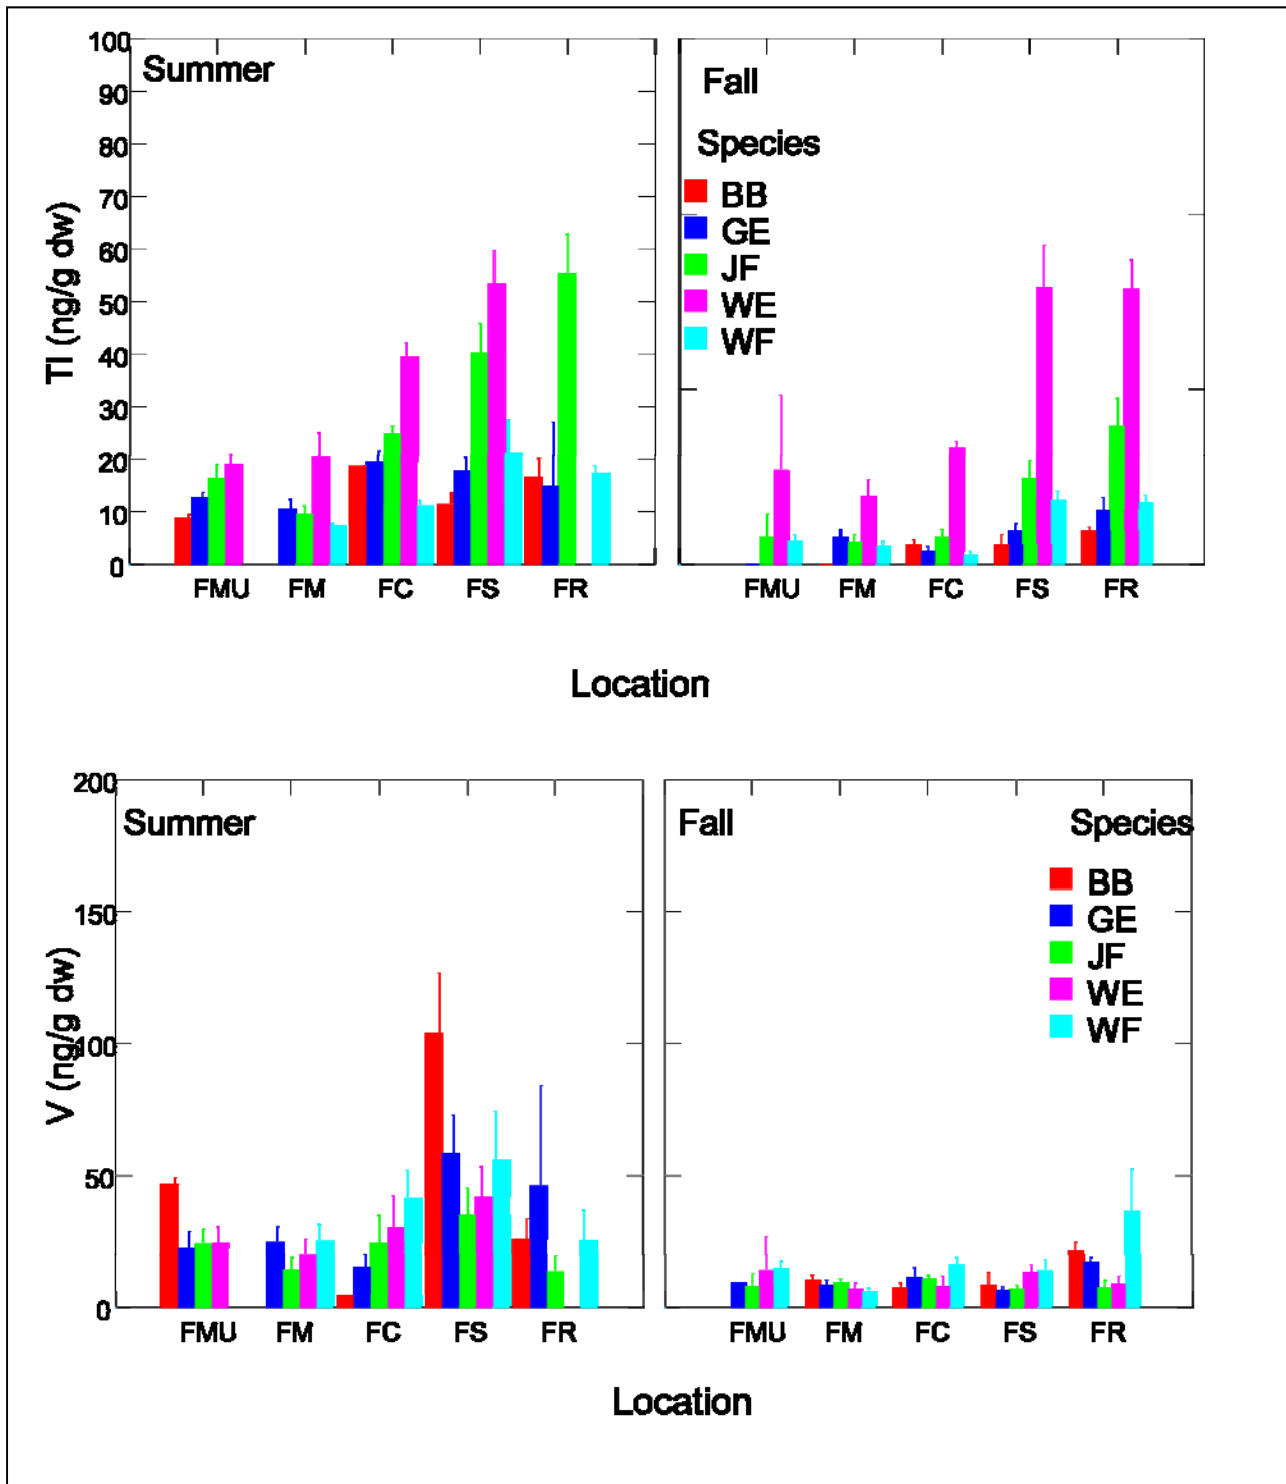 Summer
Fall
Species
BB
GE
JF
WE
WF
Tl (ng/g dw)
100
90
80
70
60
50
40
30
20
10
0
FMU FM FC FS FR
FMU FM FC FS FR
Location
Summer
Fall
Species
BB
GE
JF
WE
WF
V (ng/g dw)
200
150
100
50
0
FMU FM FC FS FR
FMU FM FC FS FR
Location